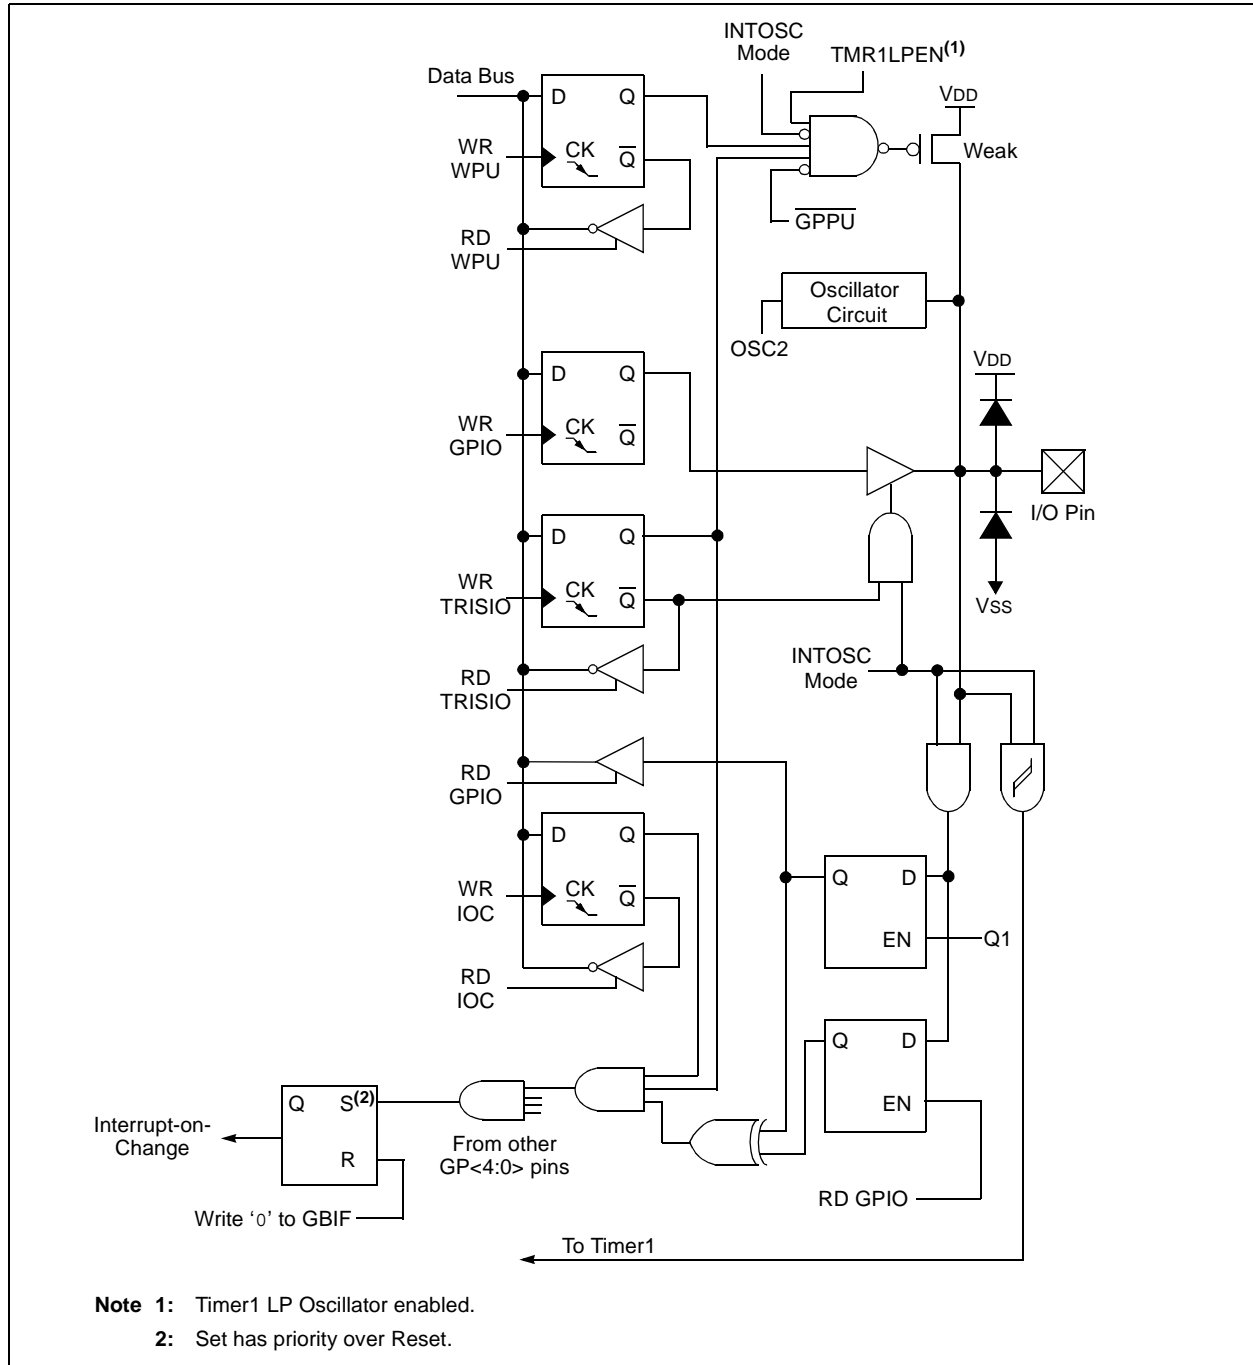 INTOSC
Mode
TMR1LPEN(1)
Data Bus
VDD
D Q
WR
WPU
CK Q
Weak
GPPU
RD
WPU
Oscillator
Circuit
OSC2
VDD
D Q
WR
GPIO
CK Q
I/O Pin
D Q
WR
TRISIO
CK Q
VSS
INTOSC
Mode
RD
TRISIO
RD
GPIO
D Q
WR
IOC
CK Q
Q D
EN
Q1
RD
IOC
Q D
EN
Q S(2)
R
Interrupt-on-
Change
From other
GP<4:0> pins
RD GPIO
Write ‘0’ to GBIF
To Timer1
Note 1: Timer1 LP Oscillator enabled.
2: Set has priority over Reset.